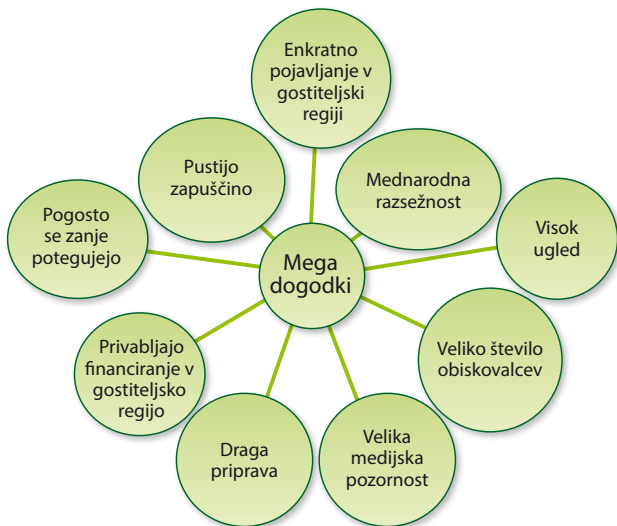 Enkratno
pojavljanje v
gostiteljski
regiji
Pustijo
zapuščino
Mednarodna
razsežnost
Pogosto
se zanje
potegujejo
Visok
ugled
Mega
dogodki
Privabljajo
financiranje v
gostiteljsko
regijo
Veliko število
obiskovalcev
Draga
priprava
Velika
medijska
pozornost